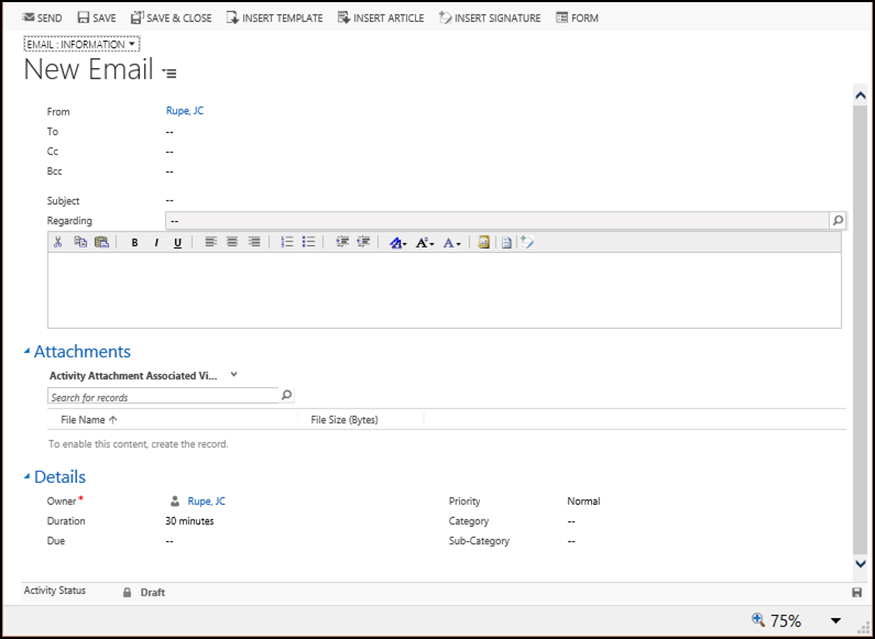 SEND SAVE SAVE & CLOSE INSERT TEMPLATE INSERT ARTICLE INSERT SIGNATURE FORM
EMAIL : INFORMATION
New Email
From Rupe, JC
To --
Cc --
Bcc --
Subject --
Regarding --
B I U A A A
Attachments
Activity Attachment Associated Vi...
Search for records
File Name ↑ File Size (Bytes)
To enable this content, create the record.
Details
Owner * Rupe, JC Priority Normal
Duration 30 minutes Category --
Due -- Sub-Category --
Activity Status Draft
75%